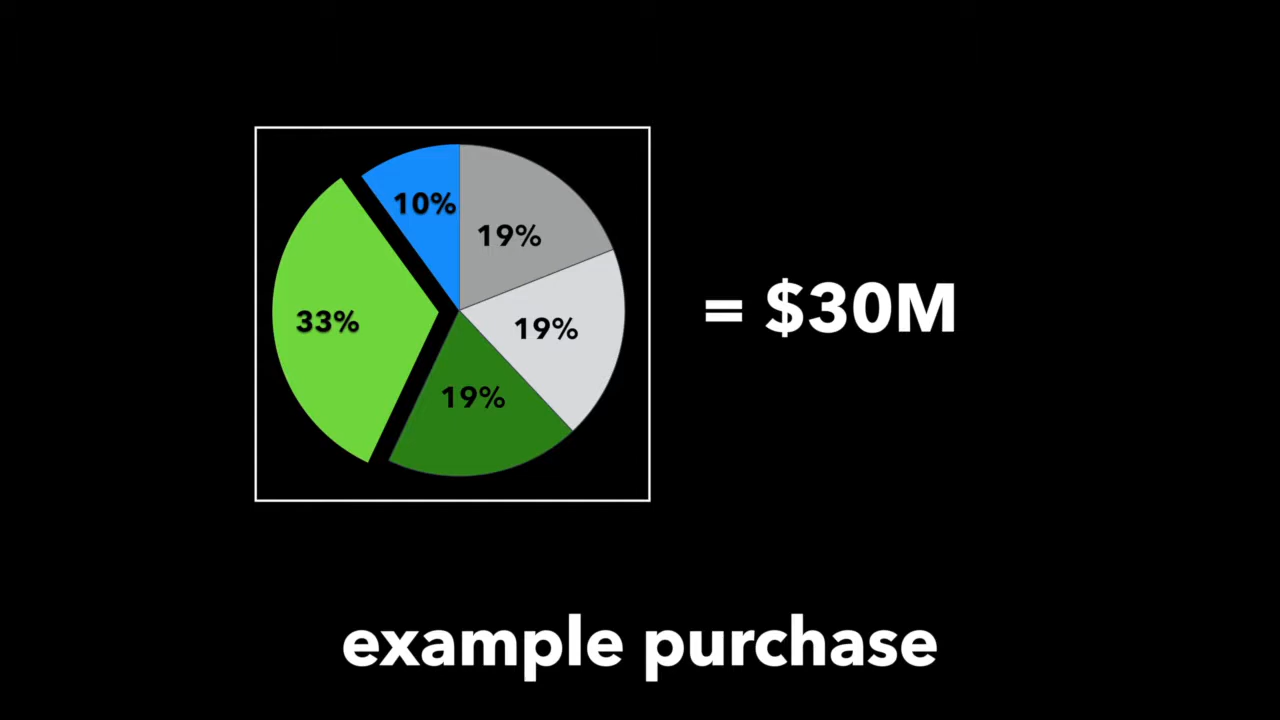 10%
19%
33%
19%
19%
= $30M
example purchase